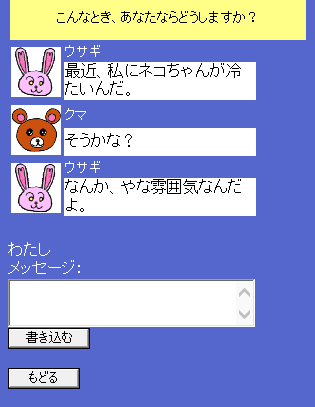 こんなとき、あなたならどうしますか？
ウサギ
最近、私にネコちゃんが冷
たいんだ。
クマ
そうかな？
ウサギ
なんか、やな雰囲気なんだ
よ。
わたし
メッセージ：
書き込む
もどる